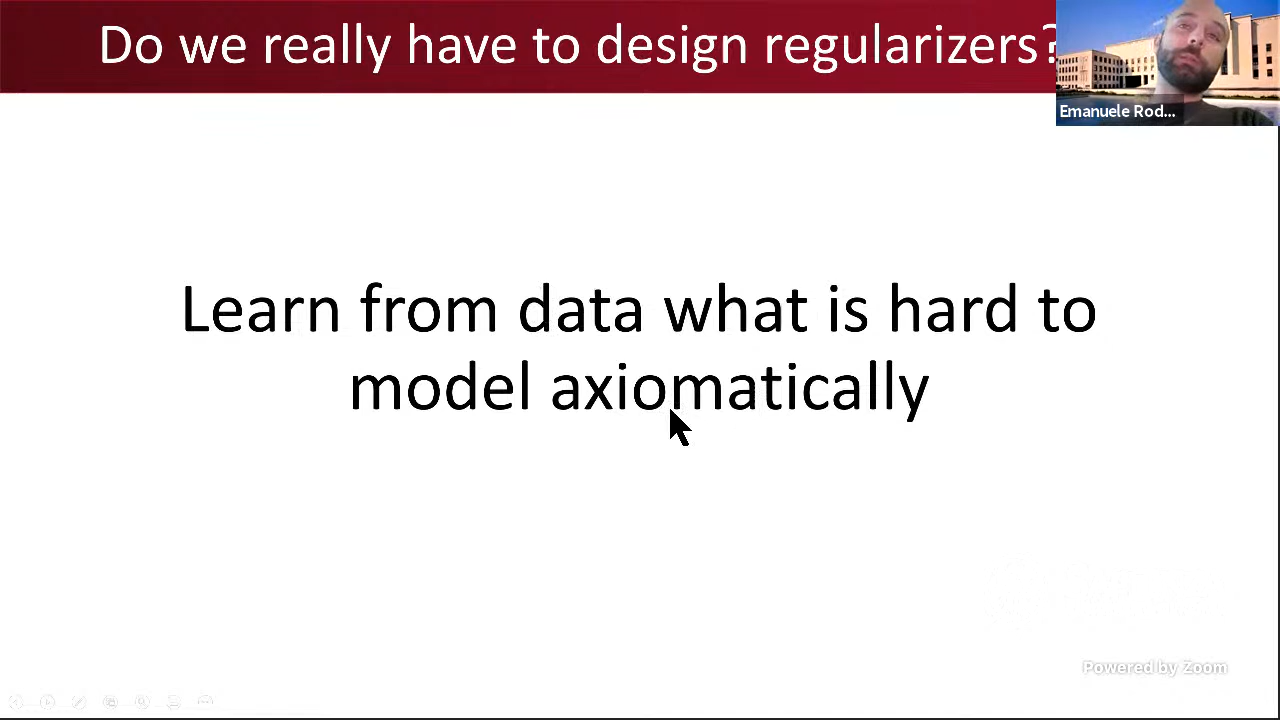 Do we really have to design regularizers?
Emanuele Rod...
Learn from data what is hard to
model axiomatically
Powered by Zoom